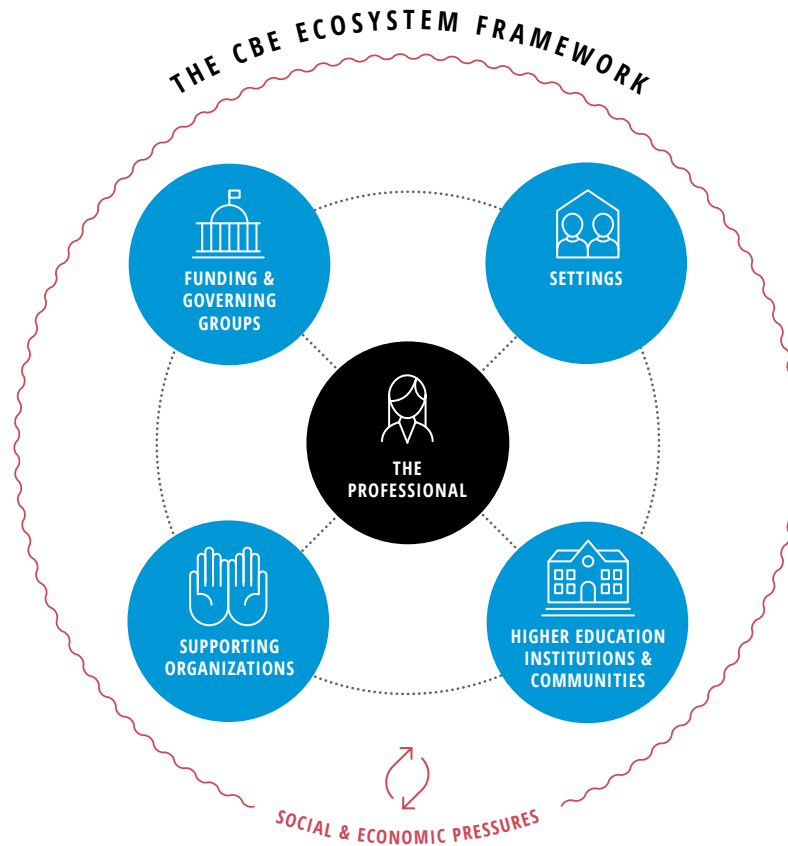 THE CBE ECOSYSTEM FRAMEWORK
FUNDING &
GOVERNING
GROUPS
SETTINGS
THE
PROFESSIONAL
SUPPORTING
ORGANIZATIONS
HIGHER EDUCATION
INSTITUTIONS &
COMMUNITIES
SOCIAL & ECONOMIC PRESSURES